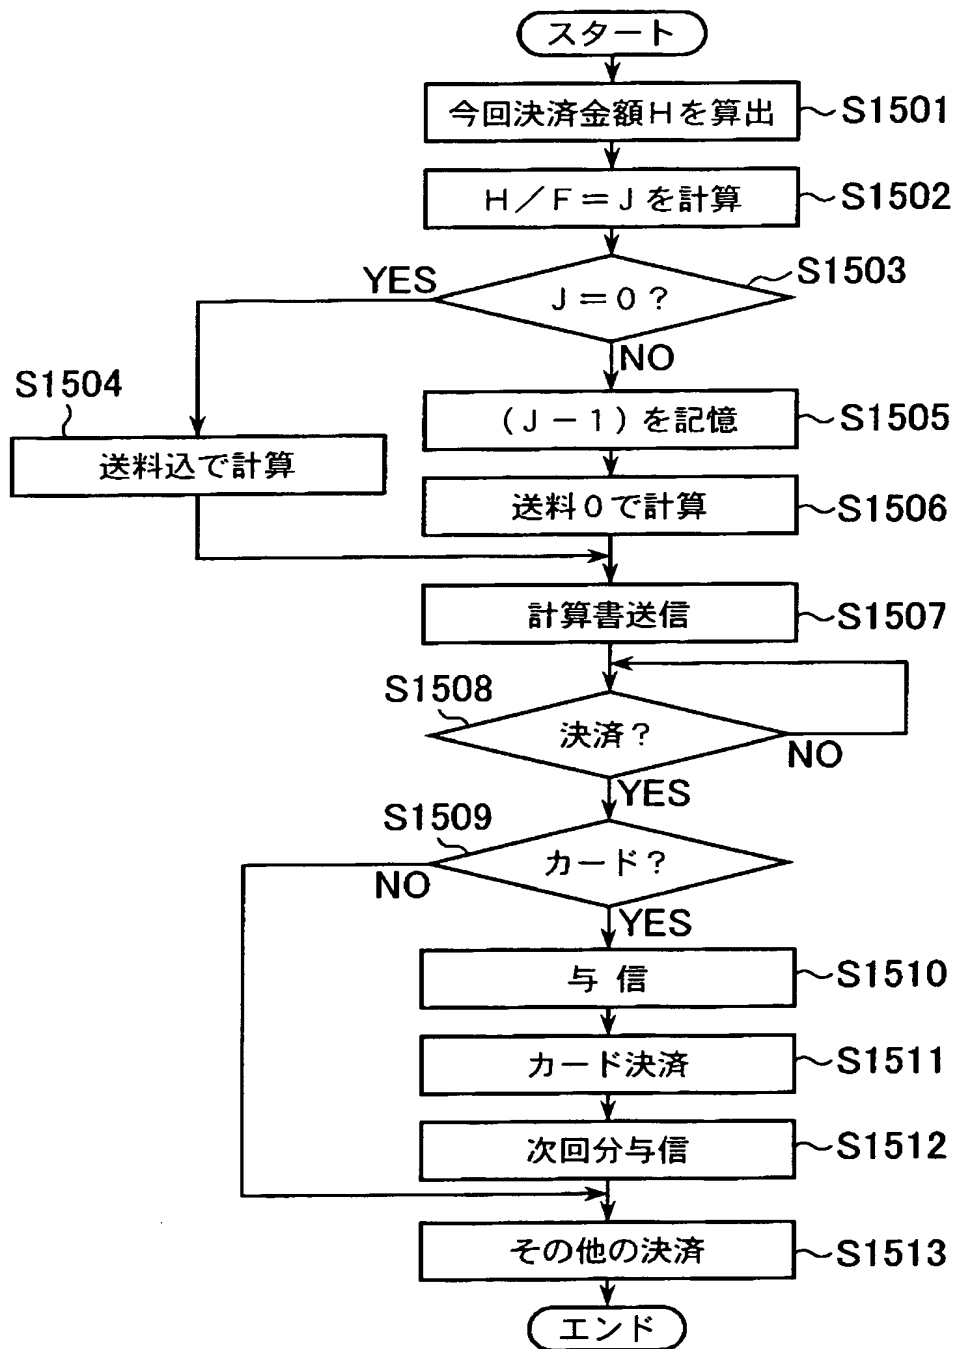 スタート
今回決済金額Hを算出
S1501
H/F=Jを計算
S1502
J=0?
S1503
YES
NO
S1504
送料込で計算
(J-1)を記憶
S1505
送料0で計算
S1506
計算書送信
S1507
S1508
決済?
NO
YES
S1509
カード?
NO
YES
与 信
S1510
カード決済
S1511
次回分与信
S1512
その他の決済
S1513
エンド